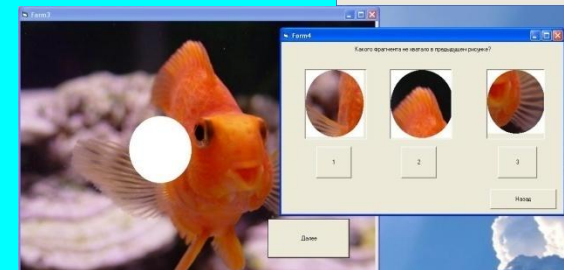 Form3
Form4
Какого фрагмента не хватало в предыдущем рисунке?
1
2
3
Назад
Далее